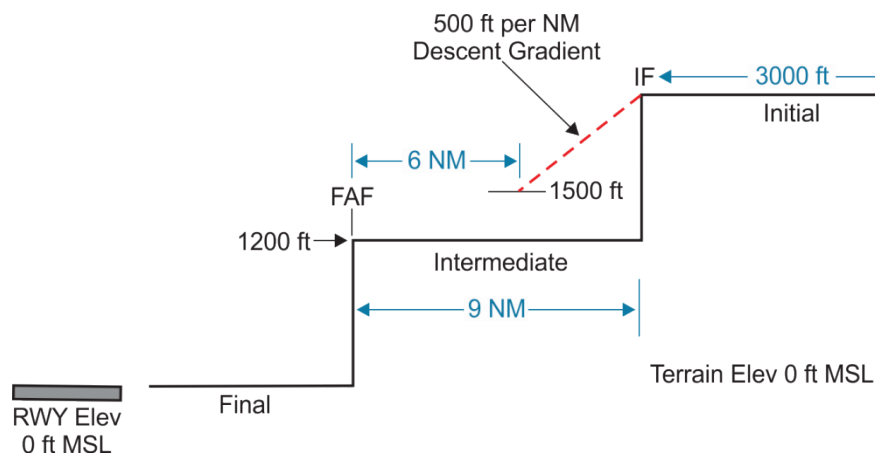 500 ft per NM
Descent Gradient
IF
3000 ft
Initial
6 NM
1500 ft
FAF
1200 ft
Intermediate
9 NM
Terrain Elev 0 ft MSL
Final
RWY Elev
0 ft MSL